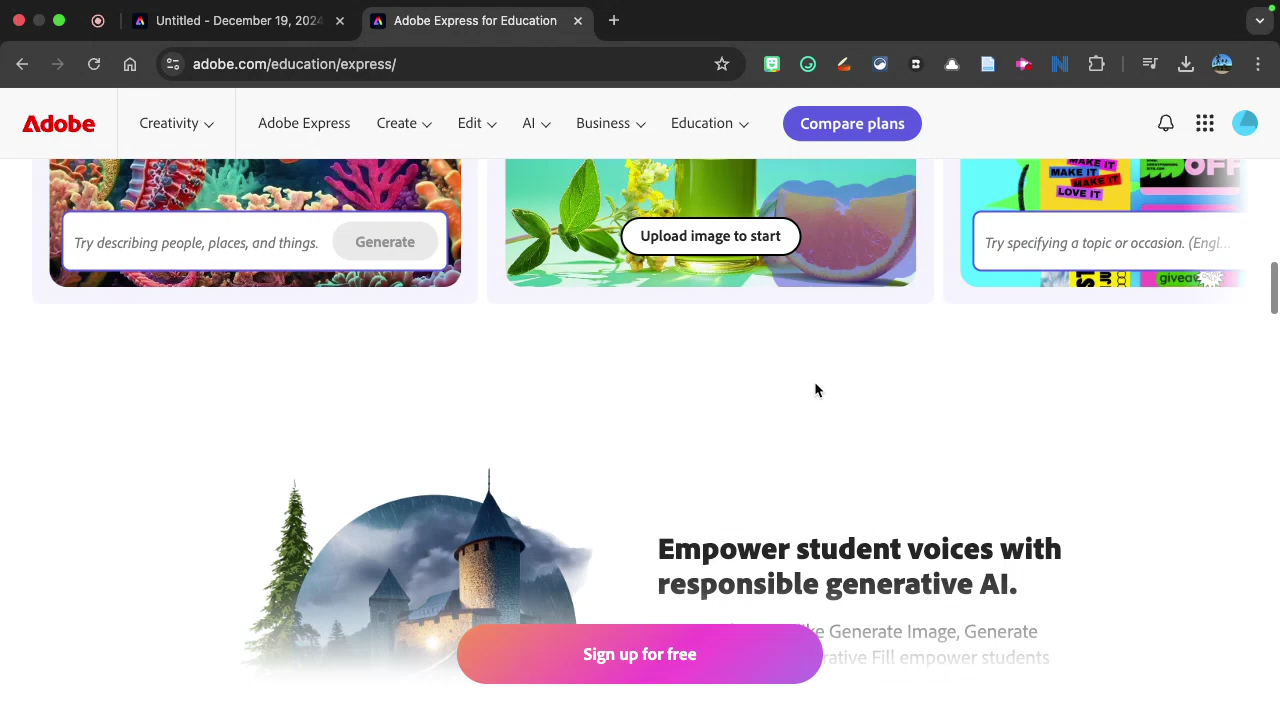 Untitled - December 19, 2024
Adobe Express for Education
adobe.com/education/express/
Adobe
Creativity
Adobe Express
Create
Edit
AI
Business
Education
Compare plans
MAKE IT
MAKE IT
MAKE IT
LOVE IT
OFF
Try describing people, places, and things.
Generate
Upload image to start
Try specifying a topic or occasion. (Engl...
giveaw
Empower student voices with
responsible generative AI.
ke Generate Image, Generate
rative Fill empower students
Sign up for free